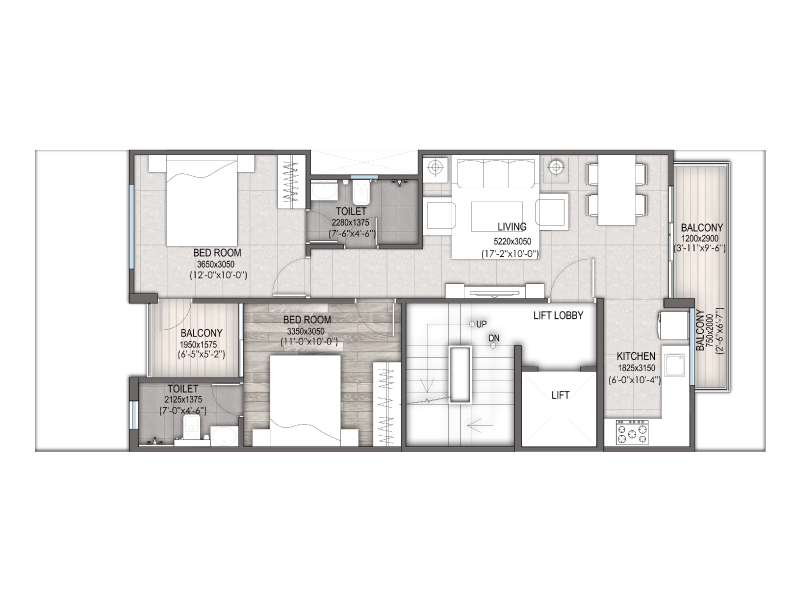 TOILET
2280x1375
(7'-6"x4'-6")
LIVING
5220x3050
(17'-2"x10'-0")
BALCONY
1200x2900
(3'-11"x9'-6")
BED ROOM
3650x3050
(12'-0"x10'-0")
BALCONY
1950x1575
(6'-5"x5'-2")
BED ROOM
3350x3050
(11'-0"x10'-0")
UP
DN
LIFT LOBBY
BALCONY
750x2000
(2'-6"x6'-7")
KITCHEN
1825x3150
(6'-0"x10'-4")
TOILET
2125x1375
(7'-0"x4'-6")
LIFT